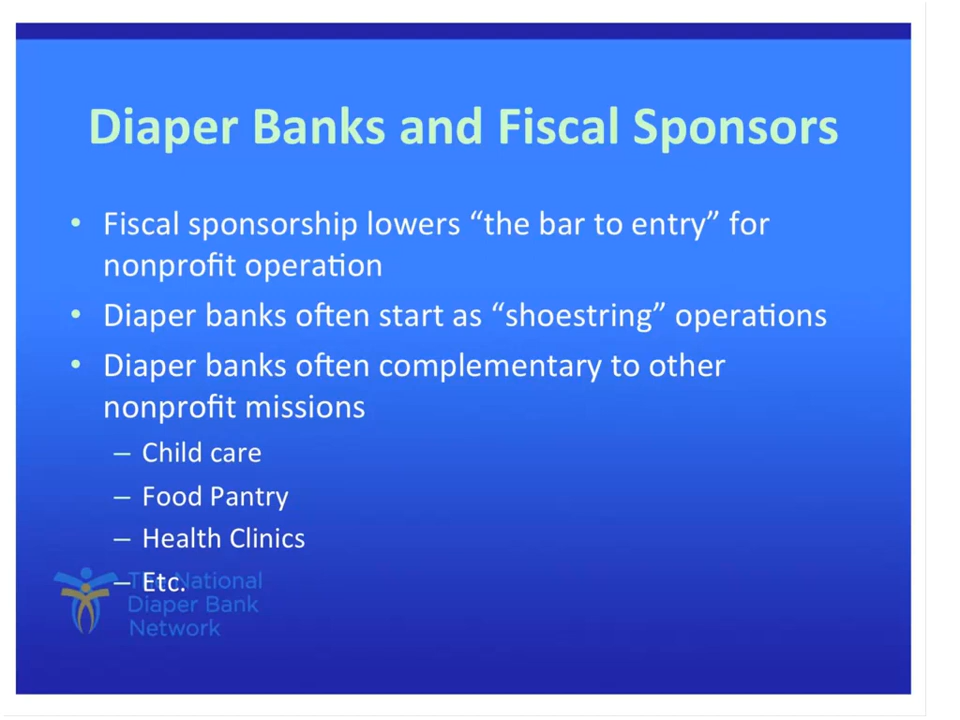 Diaper Banks and Fiscal Sponsors
• Fiscal sponsorship lowers “the bar to entry” for
nonprofit operation
• Diaper banks often start as “shoestring” operations
• Diaper banks often complementary to other
nonprofit missions
– Child care
– Food Pantry
– Health Clinics
– Etc.
The National
Diaper Bank
Network